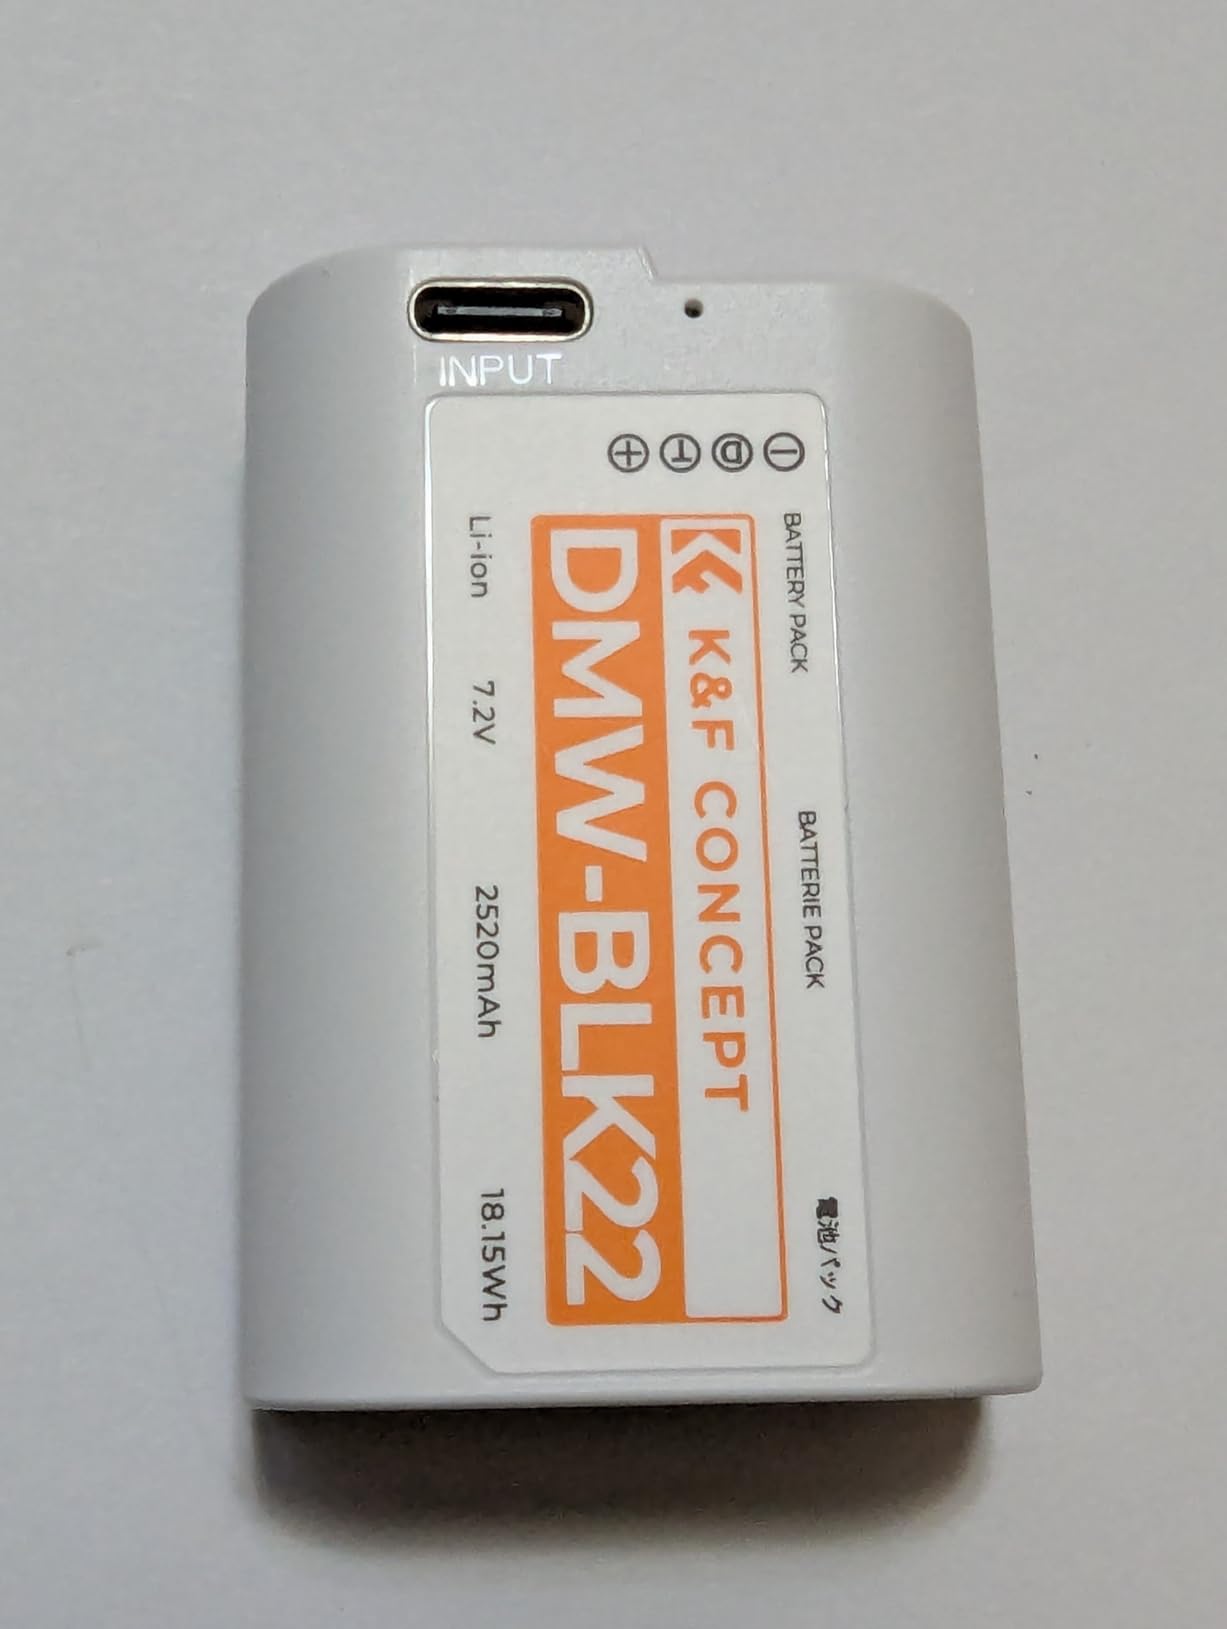 INPUT
+ T D −
BATTERY PACK BATTERIE PACK 電池パック
K&F CONCEPT
DMW-BLK22
Li-ion 7.2V 2520mAh 18.15Wh